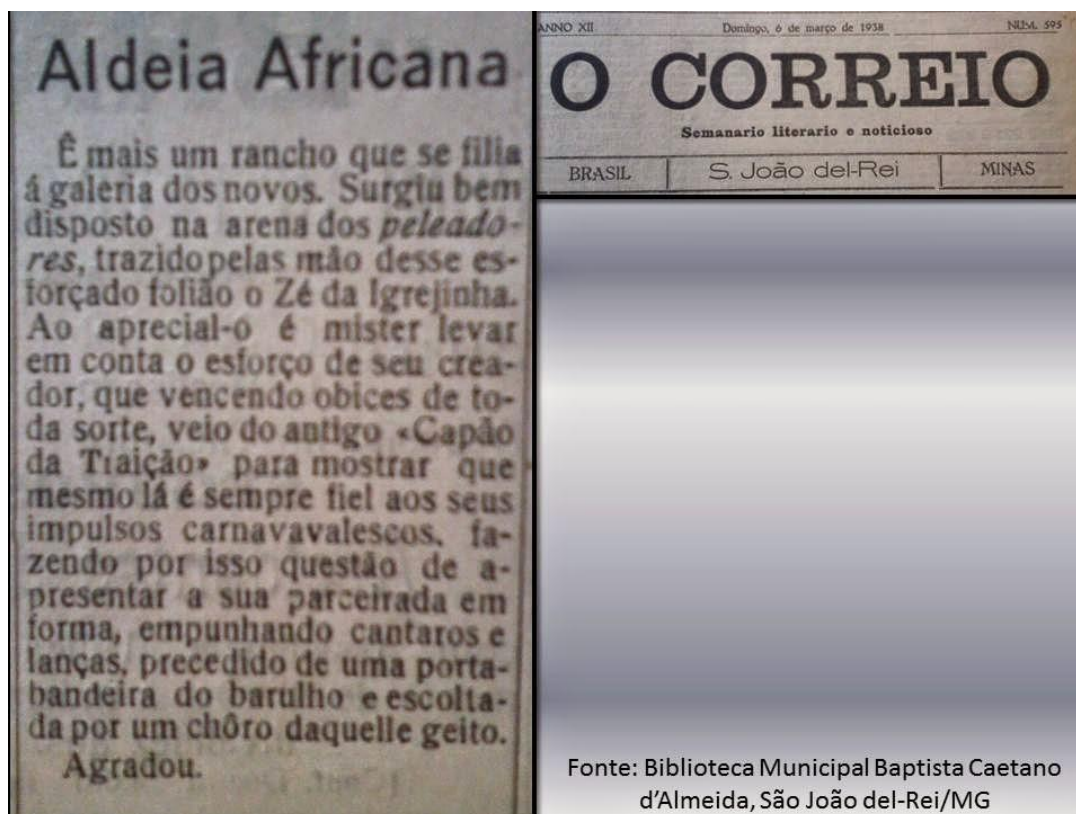 Aldeia Africana
Ê mais um rancho que se filia
á galeria dos novos. Surgiu bem
disposto na arena dos peleado-
res, trazido pelas mão desse es-
forçado folião o Zé da Igrejinha.
Ao aprecial-o é mister levar
em conta o esforço de seu crea-
dor, que vencendo obices de to-
da sorte, veio do antigo «Capão
da Traição» para mostrar que
mesmo lá é sempre fiel aos seus
impulsos carnavavalescos, fa-
zendo por isso questão de a-
presentar a sua parceirada em
forma, empunhando cantaros e
lanças, precedido de uma porta-
bandeira do barulho e escolta-
da por um chôro daquelle geito.
Agradou.
ANNO XII Domingo, 6 de março de 1938 NUM. 595
O CORREIO
Semanario literario e noticioso
BRASIL S. João del-Rei MINAS
Fonte: Biblioteca Municipal Baptista Caetano
d'Almeida, São João del-Rei/MG